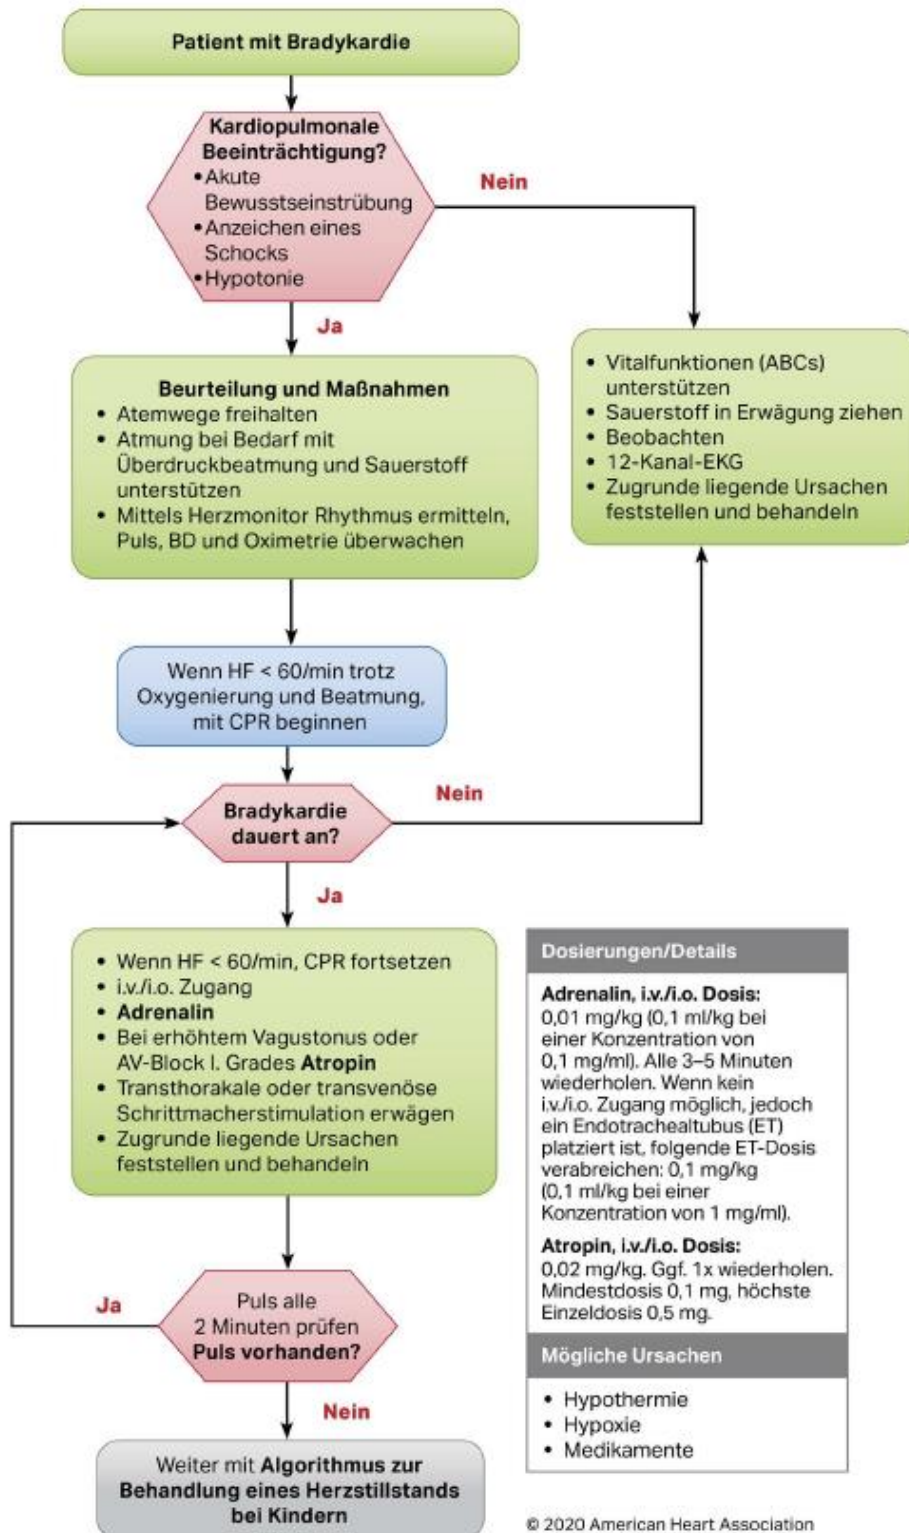 Patient mit Bradykardie
Kardiopulmonale
Beeinträchtigung?
•Akute
Bewusstseinstrübung
•Anzeichen eines
Schocks
•Hypotonie
Nein
Ja
• Vitalfunktionen (ABCs)
unterstützen
• Sauerstoff in Erwägung ziehen
• Beobachten
• 12-Kanal-EKG
• Zugrunde liegende Ursachen
feststellen und behandeln
Beurteilung und Maßnahmen
• Atemwege freihalten
• Atmung bei Bedarf mit
Überdruckbeatmung und Sauerstoff
unterstützen
• Mittels Herzmonitor Rhythmus ermitteln,
Puls, BD und Oximetrie überwachen
Wenn HF < 60/min trotz
Oxygenierung und Beatmung,
mit CPR beginnen
Bradykardie
dauert an?
Nein
Ja
• Wenn HF < 60/min, CPR fortsetzen
• i.v./i.o. Zugang
• Adrenalin
• Bei erhöhtem Vagustonus oder
AV-Block I. Grades Atropin
• Transthorakale oder transvenöse
Schrittmacherstimulation erwägen
• Zugrunde liegende Ursachen
feststellen und behandeln
Puls alle
2 Minuten prüfen
Puls vorhanden?
Ja
Nein
Weiter mit Algorithmus zur
Behandlung eines Herzstillstands
bei Kindern
Dosierungen/Details
Adrenalin, i.v./i.o. Dosis:
0,01 mg/kg (0,1 ml/kg bei
einer Konzentration von
0,1 mg/ml). Alle 3–5 Minuten
wiederholen. Wenn kein
i.v./i.o. Zugang möglich, jedoch
ein Endotrachealtubus (ET)
platziert ist, folgende ET-Dosis
verabreichen: 0,1 mg/kg
(0,1 ml/kg bei einer
Konzentration von 1 mg/ml).
Atropin, i.v./i.o. Dosis:
0,02 mg/kg. Ggf. 1x wiederholen.
Mindestdosis 0,1 mg, höchste
Einzeldosis 0,5 mg.
Mögliche Ursachen
• Hypothermie
• Hypoxie
• Medikamente
© 2020 American Heart Association